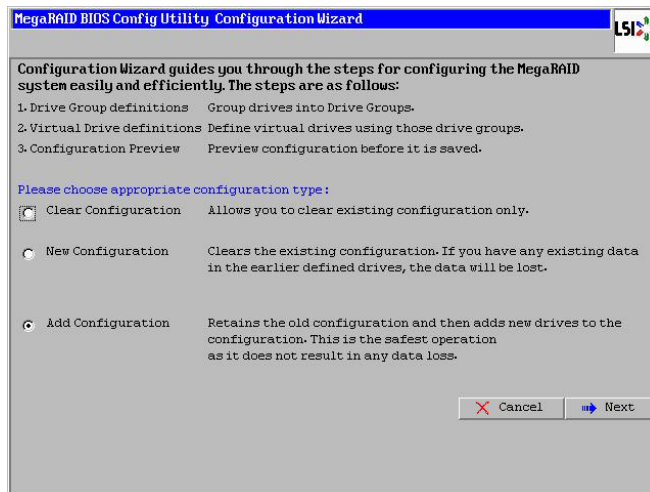 MegaRAID BIOS Config Utility Configuration Wizard
LSI
Configuration Wizard guides you through the steps for configuring the MegaRAID
system easily and efficiently. The steps are as follows:
1. Drive Group definitions Group drives into Drive Groups.
2. Virtual Drive definitions Define virtual drives using those drive groups.
3. Configuration Preview Preview configuration before it is saved.
Please choose appropriate configuration type:
Clear Configuration Allows you to clear existing configuration only.
New Configuration Clears the existing configuration. If you have any existing data
in the earlier defined drives, the data will be lost.
Add Configuration Retains the old configuration and then adds new drives to the
configuration. This is the safest operation
as it does not result in any data loss.
Cancel Next